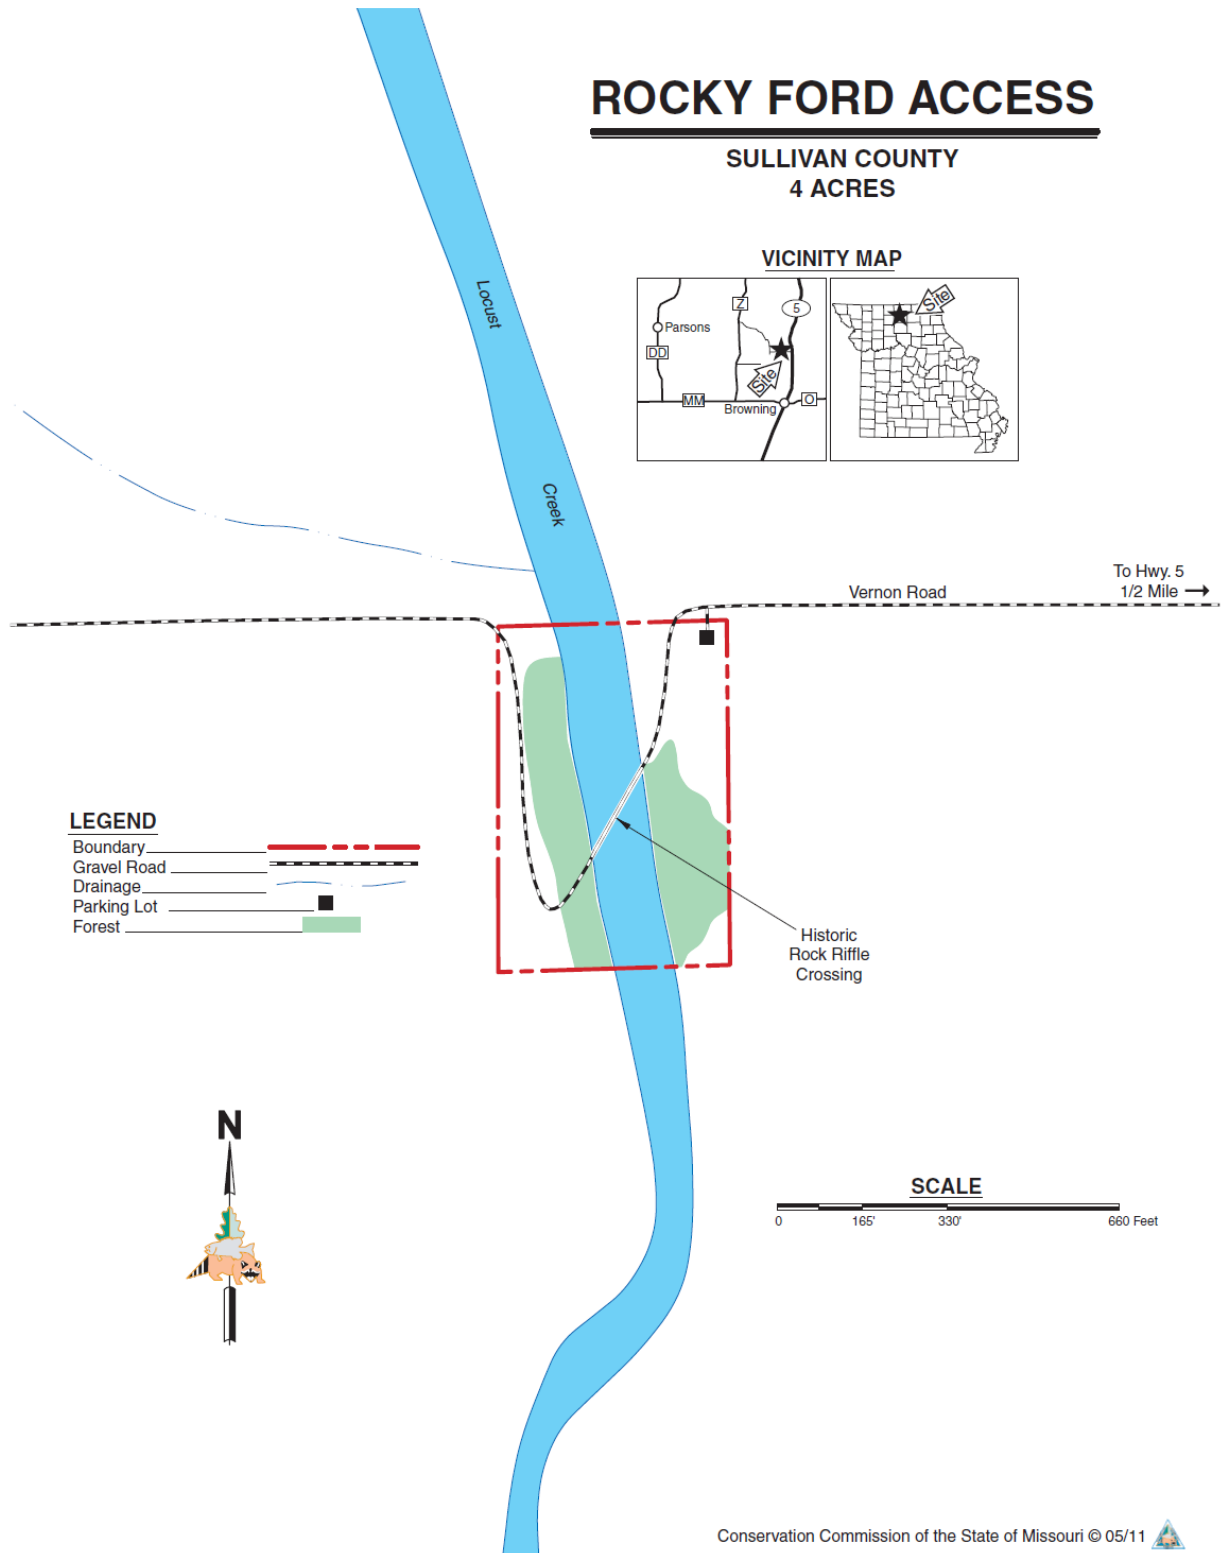 ROCKY FORD ACCESS
SULLIVAN COUNTY
4 ACRES
VICINITY MAP
Z
5
Parsons
DD
Site
MM
Browning
O
Site
Locust
Creek
To Hwy. 5
Vernon Road
1/2 Mile
LEGEND
Boundary
Gravel Road
Drainage
Parking Lot
Forest
Historic
Rock Riffle
Crossing
N
SCALE
0 165' 330' 660 Feet
Conservation Commission of the State of Missouri © 05/11